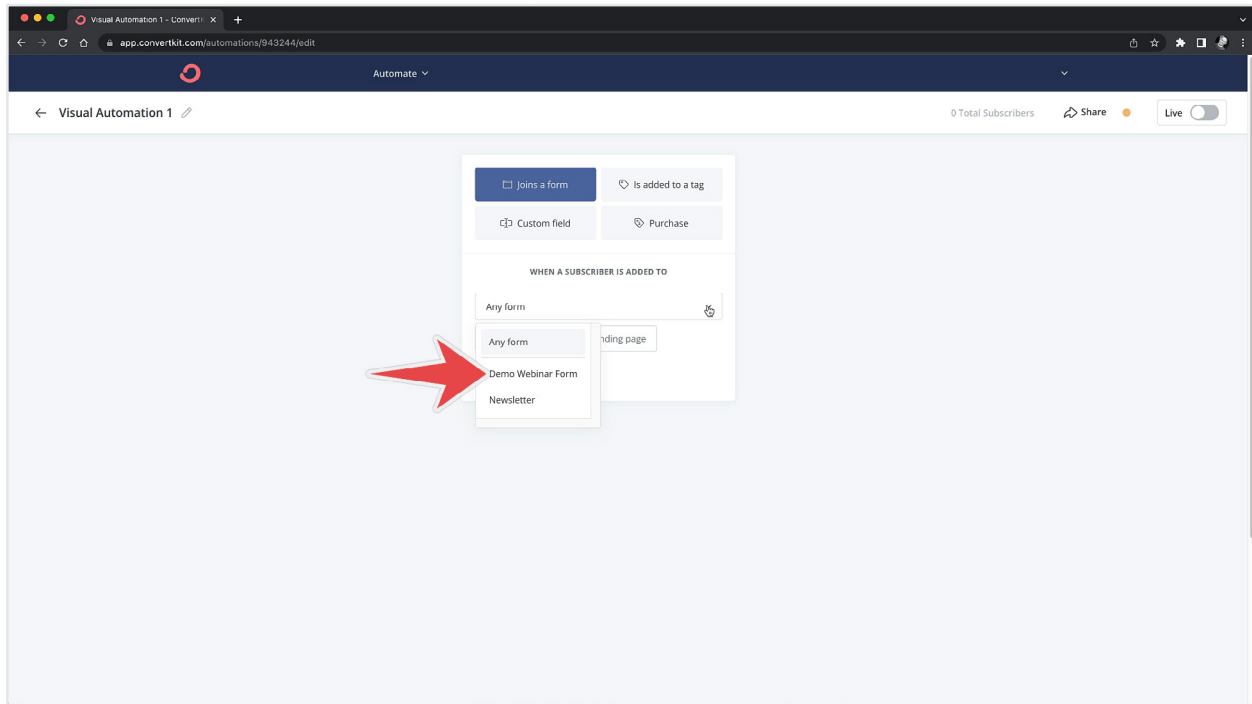 Visual Automation 1 - ConvertK
app.convertkit.com/automations/943244/edit
Automate
Visual Automation 1
0 Total Subscribers
Share
Live
Joins a form
Is added to a tag
Custom field
Purchase
WHEN A SUBSCRIBER IS ADDED TO
Any form
Any form
nding page
Demo Webinar Form
Newsletter